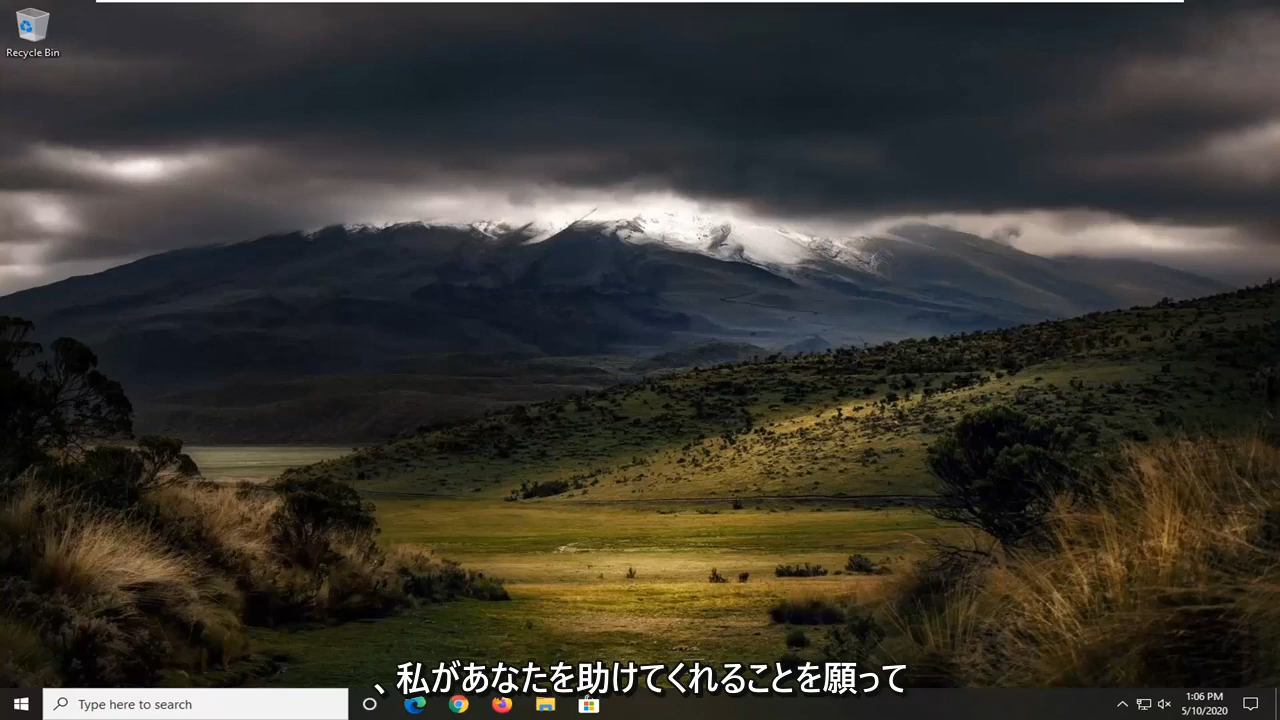 Recycle Bin
、私があなたを助けてくれることを願って
Type here to search
1:06 PM
5/10/2020